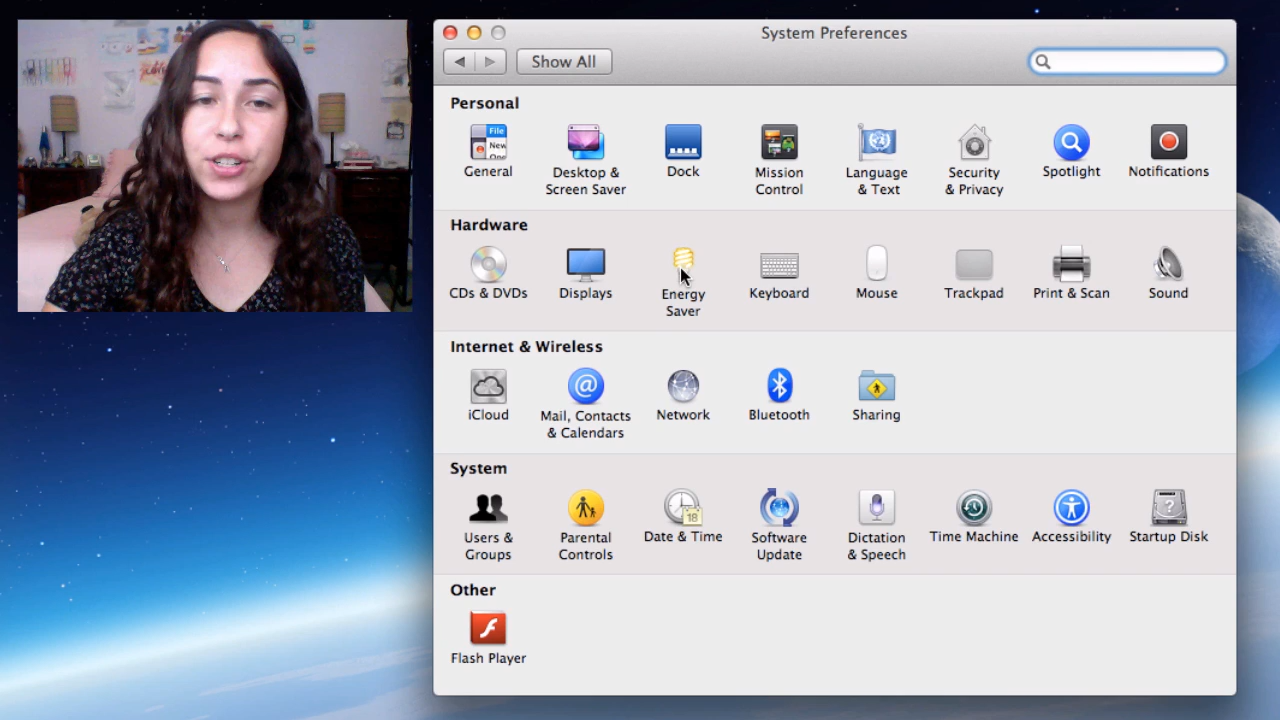 System Preferences
Show All
Personal
General
Desktop &
Screen Saver
Dock
Mission
Control
Language
& Text
Security
& Privacy
Spotlight
Notifications
Hardware
CDs & DVDs
Displays
Energy
Saver
Keyboard
Mouse
Trackpad
Print & Scan
Sound
Internet & Wireless
iCloud
Mail, Contacts
& Calendars
Network
Bluetooth
Sharing
System
Users &
Groups
Parental
Controls
18
Date & Time
Software
Update
Dictation
& Speech
Time Machine
Accessibility
Startup Disk
Other
Flash Player